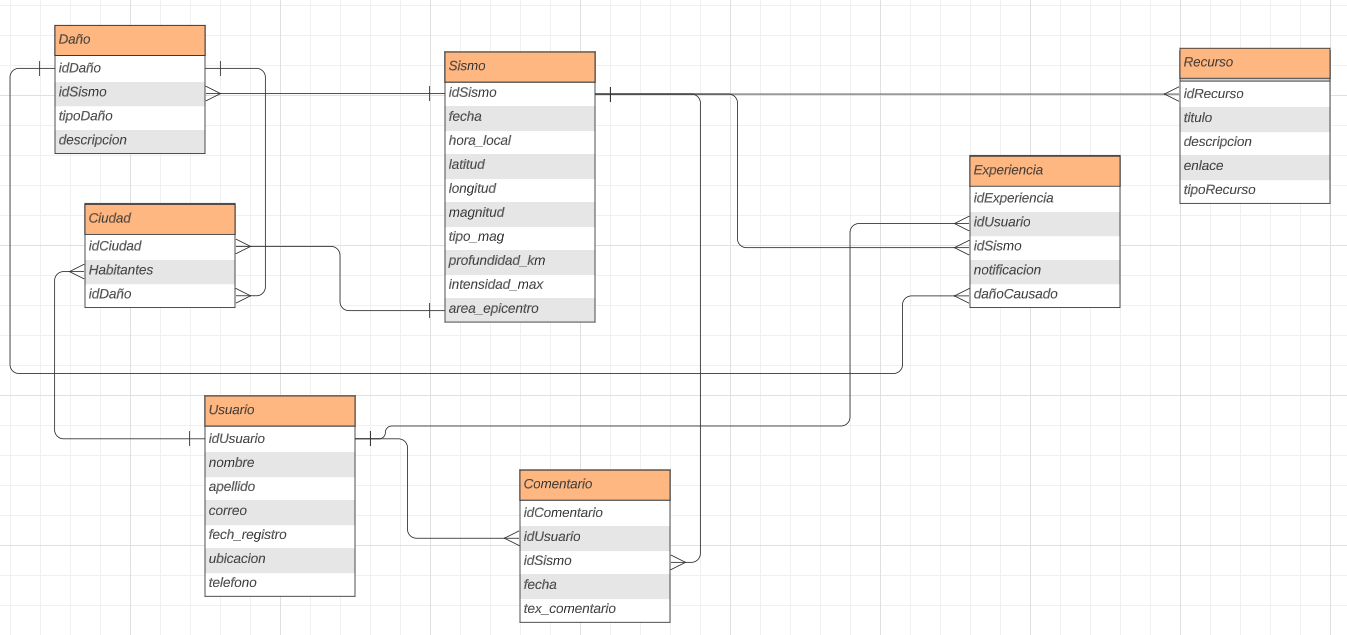 Daño
idDaño
idSismo
tipoDaño
descripcion
Sismo
idSismo
fecha
hora_local
latitud
longitud
magnitud
tipo_mag
profundidad_km
intensidad_max
area_epicentro
Recurso
idRecurso
titulo
descripcion
enlace
tipoRecurso
Experiencia
idExperiencia
idUsuario
idSismo
notificacion
dañoCausado
Ciudad
idCiudad
Habitantes
idDaño
Usuario
idUsuario
nombre
apellido
correo
fech_registro
ubicacion
telefono
Comentario
idComentario
idUsuario
idSismo
fecha
tex_comentario